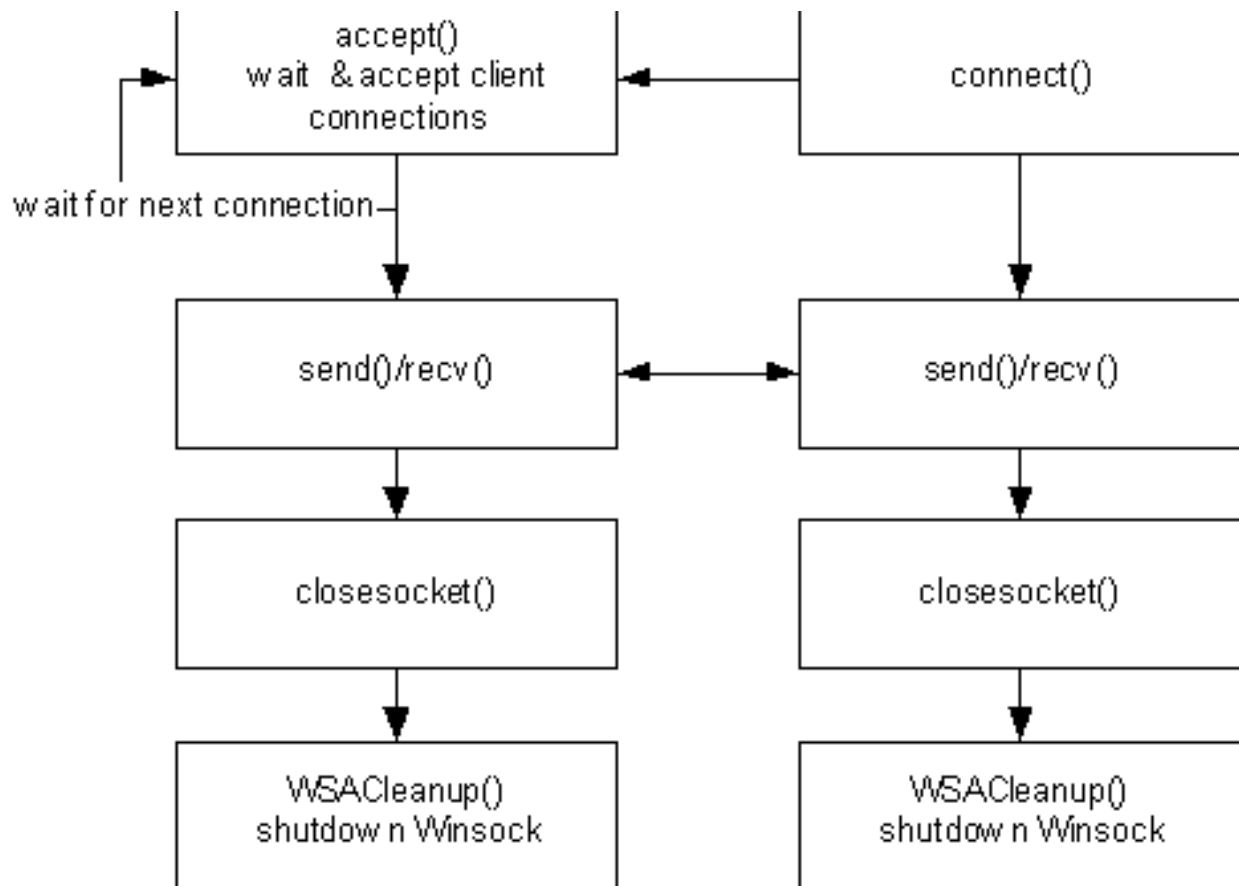 accept()
wait & accept client
connections
connect()
wait for next connection
send()/recv()
send()/recv()
closesocket()
closesocket()
WSACleanup()
shutdown Winsock
WSACleanup()
shutdown Winsock